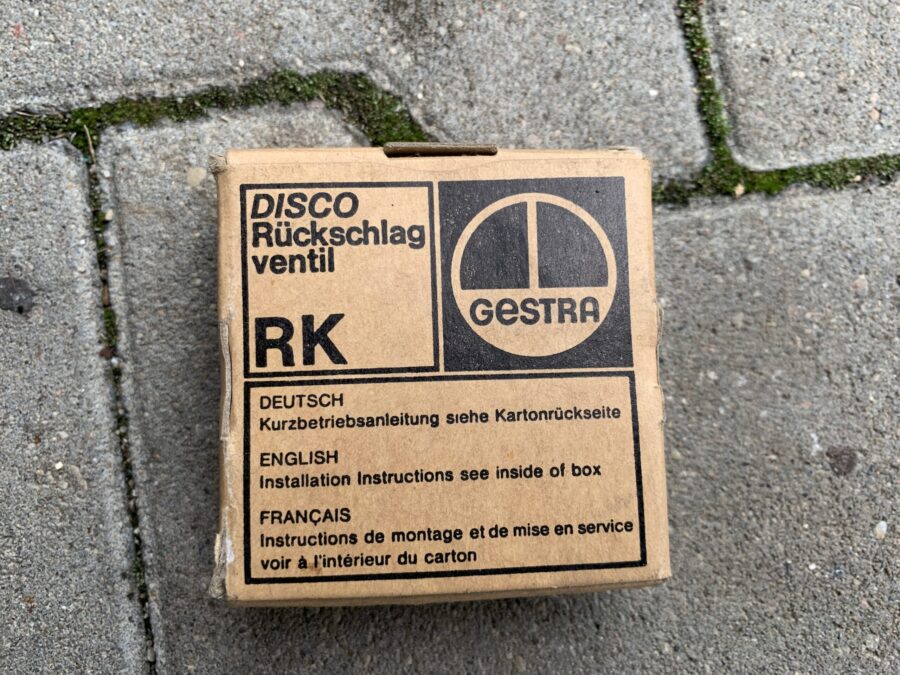 DISCO
Rückschlag
ventil
RK
GESTRA
DEUTSCH
Kurzbetriebsanleitung siehe Kartonrückseite
ENGLISH
Installation Instructions see inside of box
FRANÇAIS
Instructions de montage et de mise en service
voir à l'intérieur du carton